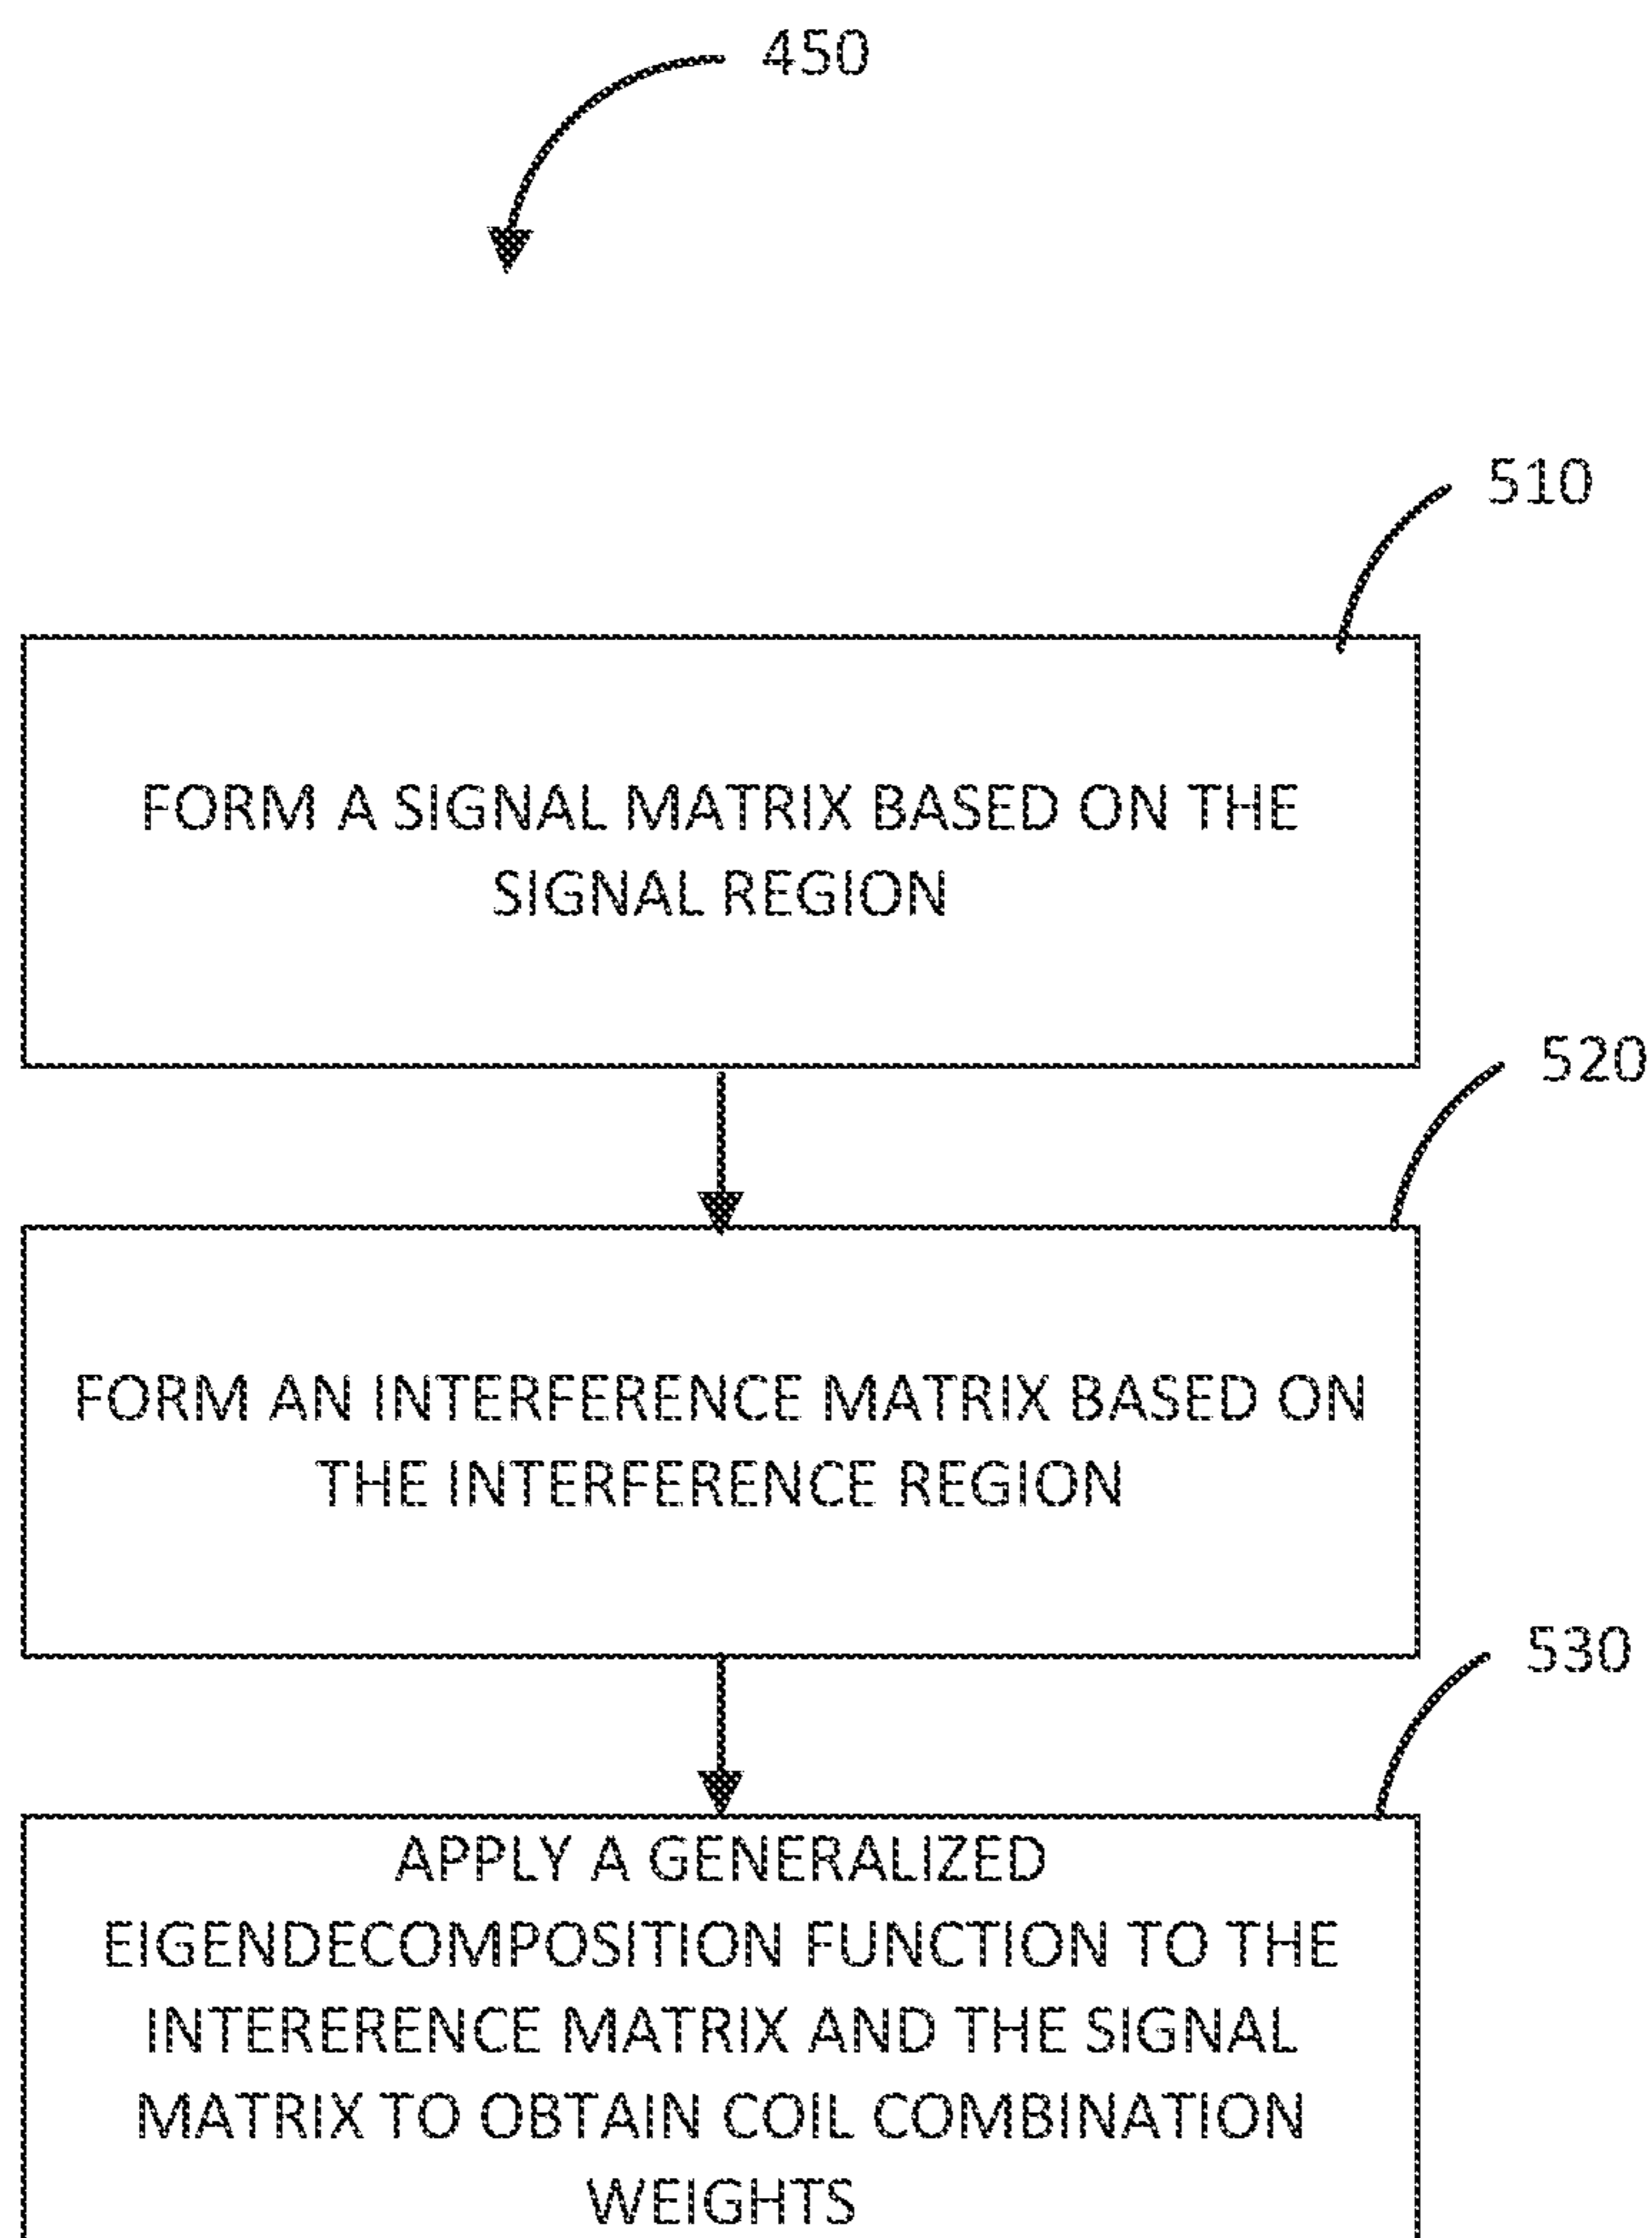 450
510
FORM A SIGNAL MATRIX BASED ON THE
SIGNAL REGION
520
FORM AN INTERFERENCE MATRIX BASED ON
THE INTERFERENCE REGION
530
APPLY A GENERALIZED
EIGENDECOMPOSITION FUNCTION TO THE
INTERERENCE MATRIX AND THE SIGNAL
MATRIX TO OBTAIN COIL COMBINATION
WEIGHTS